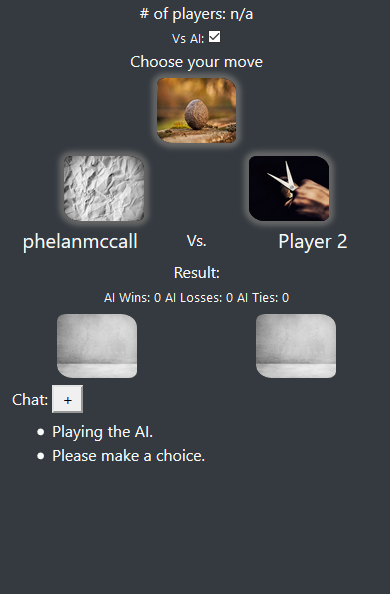 # of players: n/a
Vs AI:
Choose your move
phelanmccall Vs. Player 2
Result:
AI Wins: 0 AI Losses: 0 AI Ties: 0
Chat: +
Playing the AI.
Please make a choice.